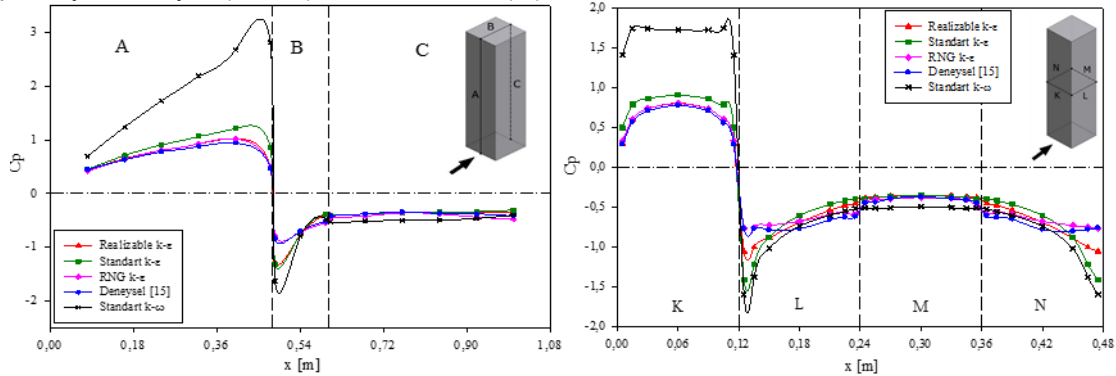 3
2
1
0
-1
-2
Cp
A
B
C
B
A
C
Realizable k-ε
Standart k-ε
RNG k-ε
Deneysel [15]
Standart k-ω
0,00
0,18
0,36
0,54
0,72
0,90
1,08
x [m]
2,0
1,5
1,0
0,5
0,0
-0,5
-1,0
-1,5
-2,0
Cp
Realizable k-ε
Standart k-ε
RNG k-ε
Deneysel [15]
Standart k-ω
N
M
K
L
K
L
M
N
0,00
0,06
0,12
0,18
0,24
0,30
0,36
0,42
0,48
x [m]